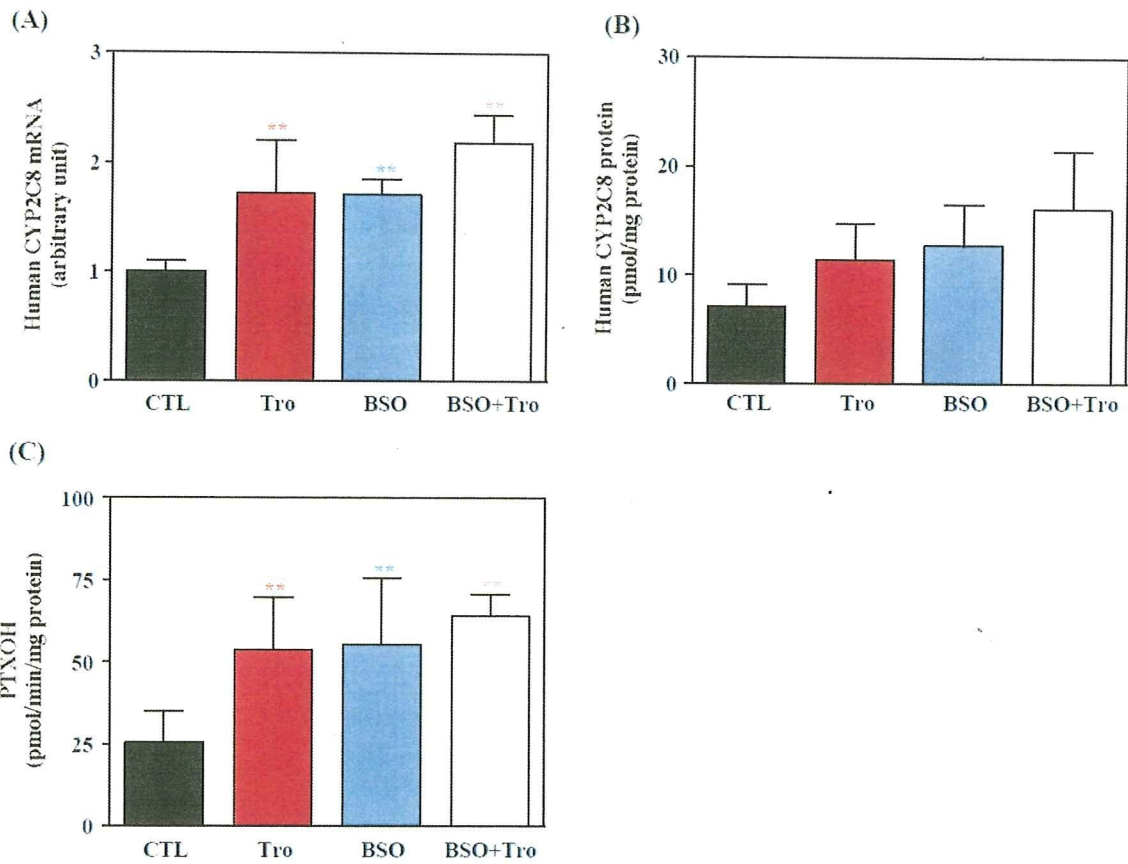 (A)
Human CYP2C8 mRNA
(arbitrary unit)
3
2
1
0
**
**
**
CTL Tro BSO BSO+Tro
(B)
Human CYP2C8 protein
(pmol/mg protein)
30
20
10
0
CTL Tro BSO BSO+Tro
(C)
PTXOH
(pmol/min/mg protein)
100
75
50
25
0
**
**
**
CTL Tro BSO BSO+Tro